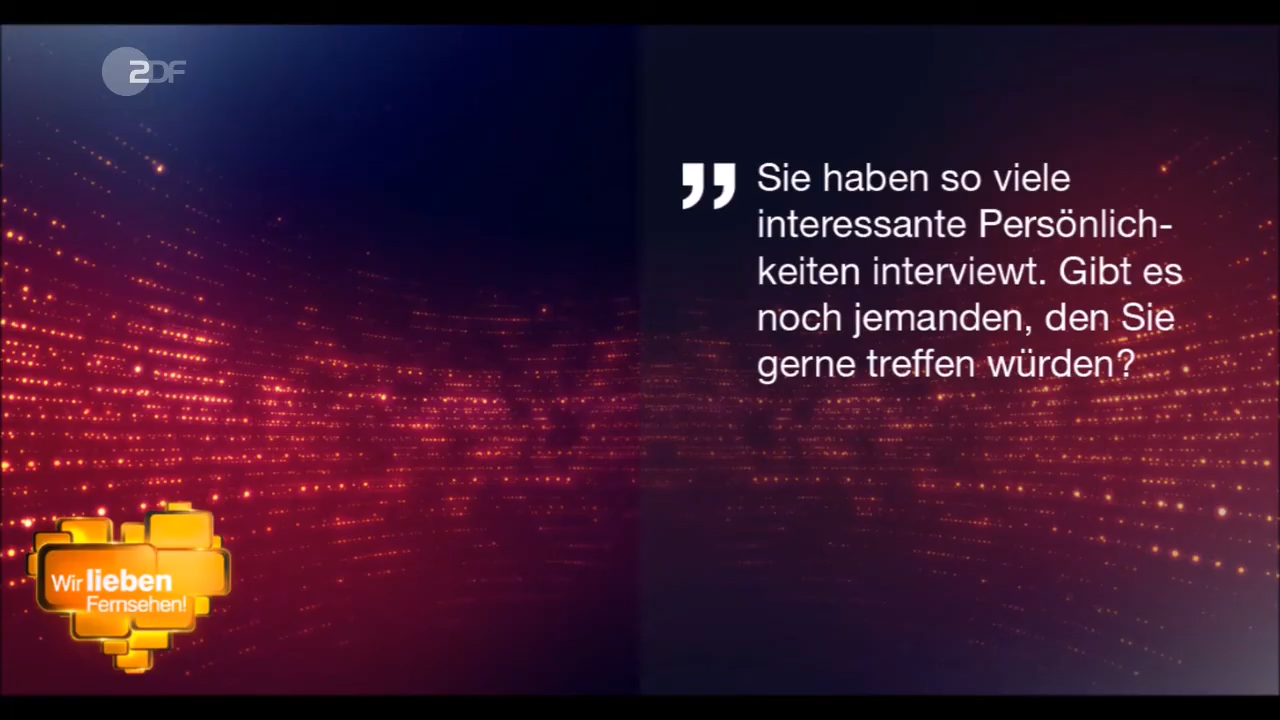 ZDF
„ Sie haben so viele
interessante Persönlich-
keiten interviewt. Gibt es
noch jemanden, den Sie
gerne treffen würden?
Wir lieben
Fernsehen!